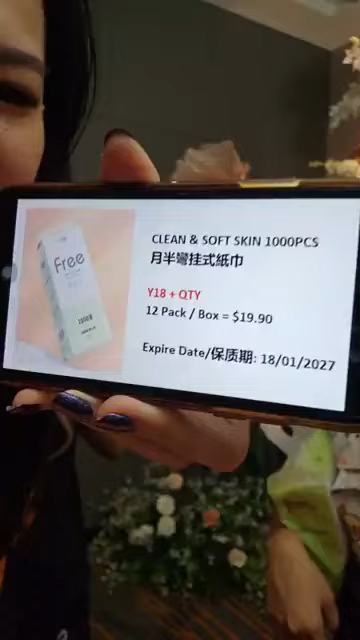 CLEAN & SOFT SKIN 1000PCS
月半彎挂式紙巾
Y18 + QTY
12 Pack / Box = $19.90
Expire Date/保质期: 18/01/2027
Free